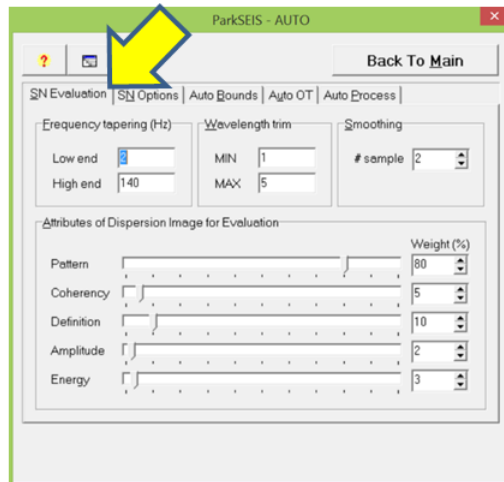 ParkSEIS - AUTO
×
?
Back To Main
SN Evaluation SN Options Auto Bounds Auto OT Auto Process
Frequency tapering (Hz) Wavelength trim Smoothing
Low end 2 MIN 1 # sample 2
High end 140 MAX 5
Attributes of Dispersion Image for Evaluation
Weight (%)
Pattern 80
Coherency 5
Definition 10
Amplitude 2
Energy 3